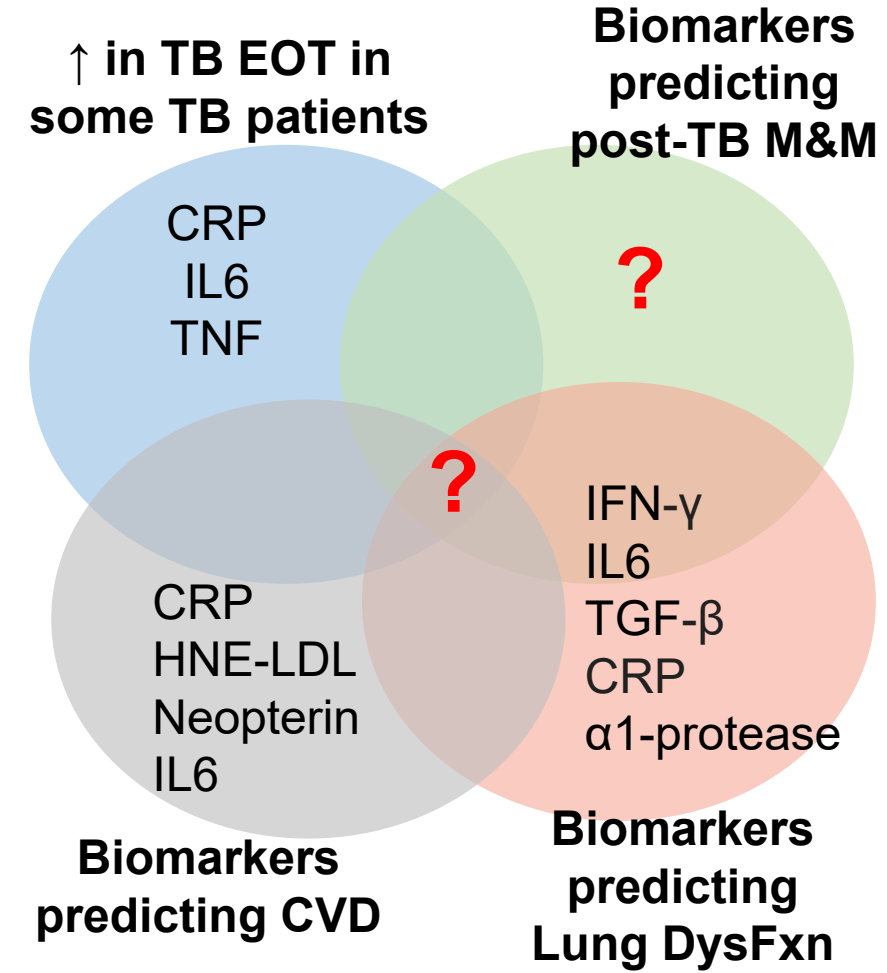 ↑ in TB EOT in
some TB patients
Biomarkers
predicting
post-TB M&M
CRP
IL6
TNF
?
?
IFN-γ
IL6
TGF-β
CRP
α1-protease
CRP
HNE-LDL
Neopterin
IL6
Biomarkers
predicting CVD
Biomarkers
predicting
Lung DysFxn